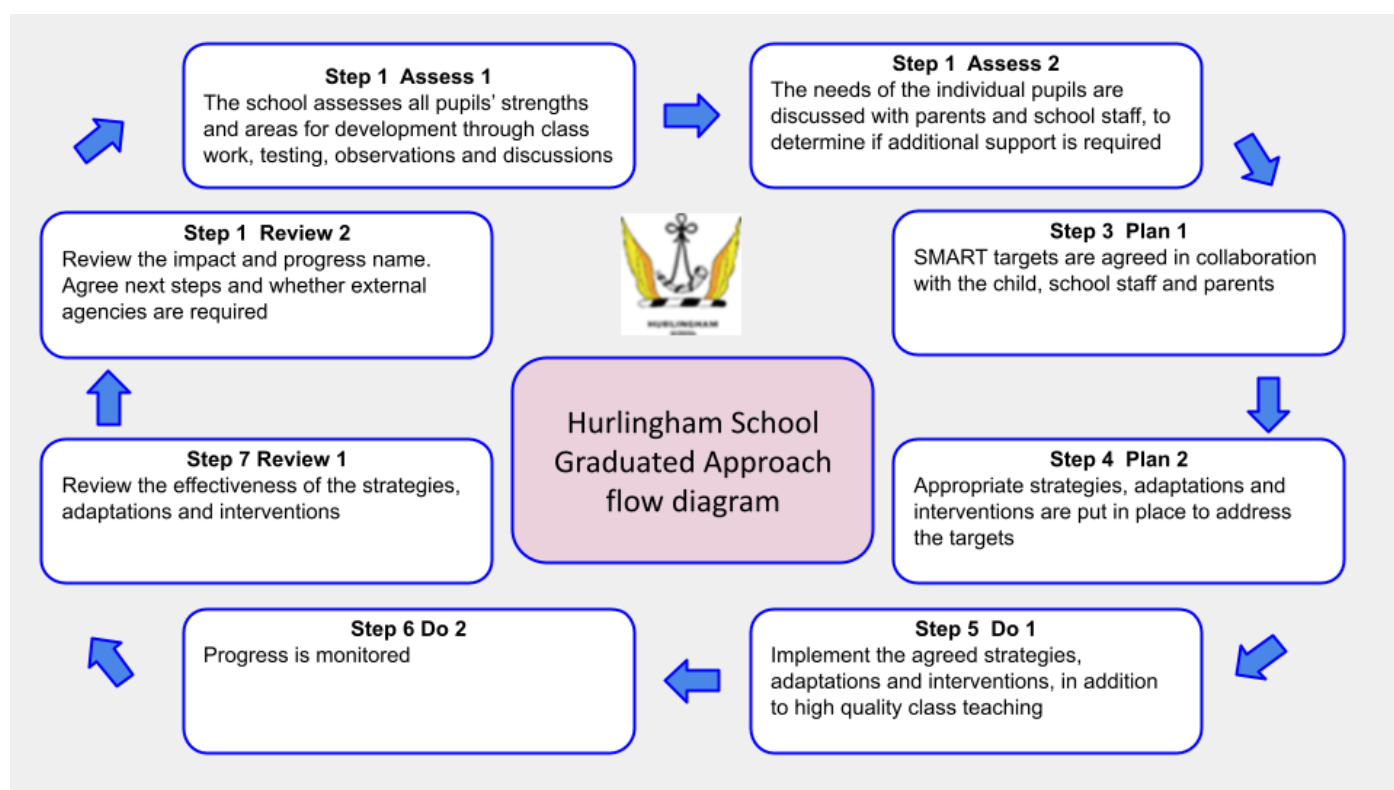 Step 1  Assess 1
The school assesses all pupils’ strengths
and areas for development through class
work, testing, observations and discussions
Step 1  Assess 2
The needs of the individual pupils are
discussed with parents and school staff, to
determine if additional support is required
Step 3  Plan 1
SMART targets are agreed in collaboration
with the child, school staff and parents
Step 4  Plan 2
Appropriate strategies, adaptations and
interventions are put in place to address
the targets
Step 5  Do 1
Implement the agreed strategies,
adaptations and interventions, in addition
to high quality class teaching
Step 6 Do 2
Progress is monitored
Step 7 Review 1
Review the effectiveness of the strategies,
adaptations and interventions
Step 1  Review 2
Review the impact and progress name.
Agree next steps and whether external
agencies are required
HURLINGHAM
Hurlingham School
Graduated Approach
flow diagram